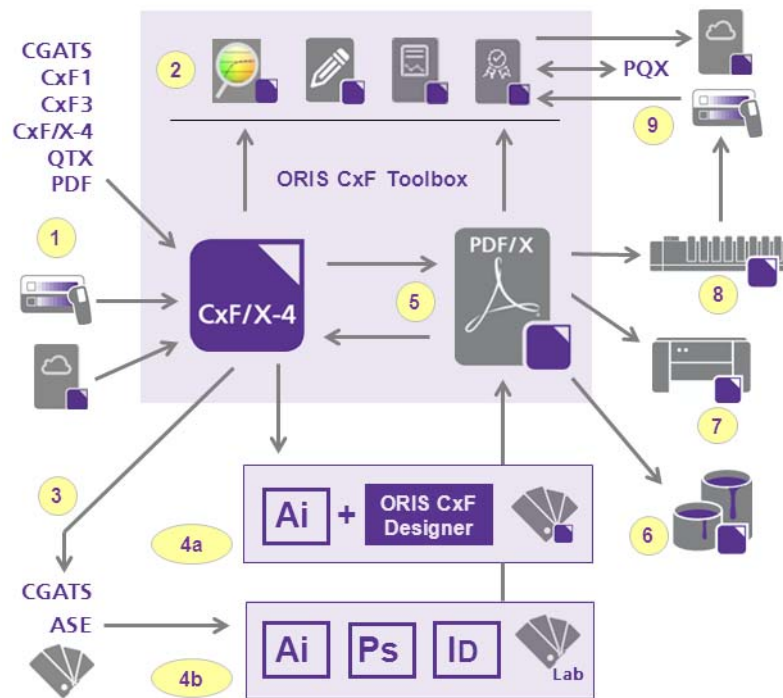 CGATS
CxF1
CxF3
CxF/X-4
QTX
PDF
1
2
PQX
9
ORIS CxF Toolbox
CxF/X-4
5
PDF/X
8
7
6
3
4a
Ai + ORIS CxF
Designer
CGATS
ASE
4b
Ai Ps ID
Lab